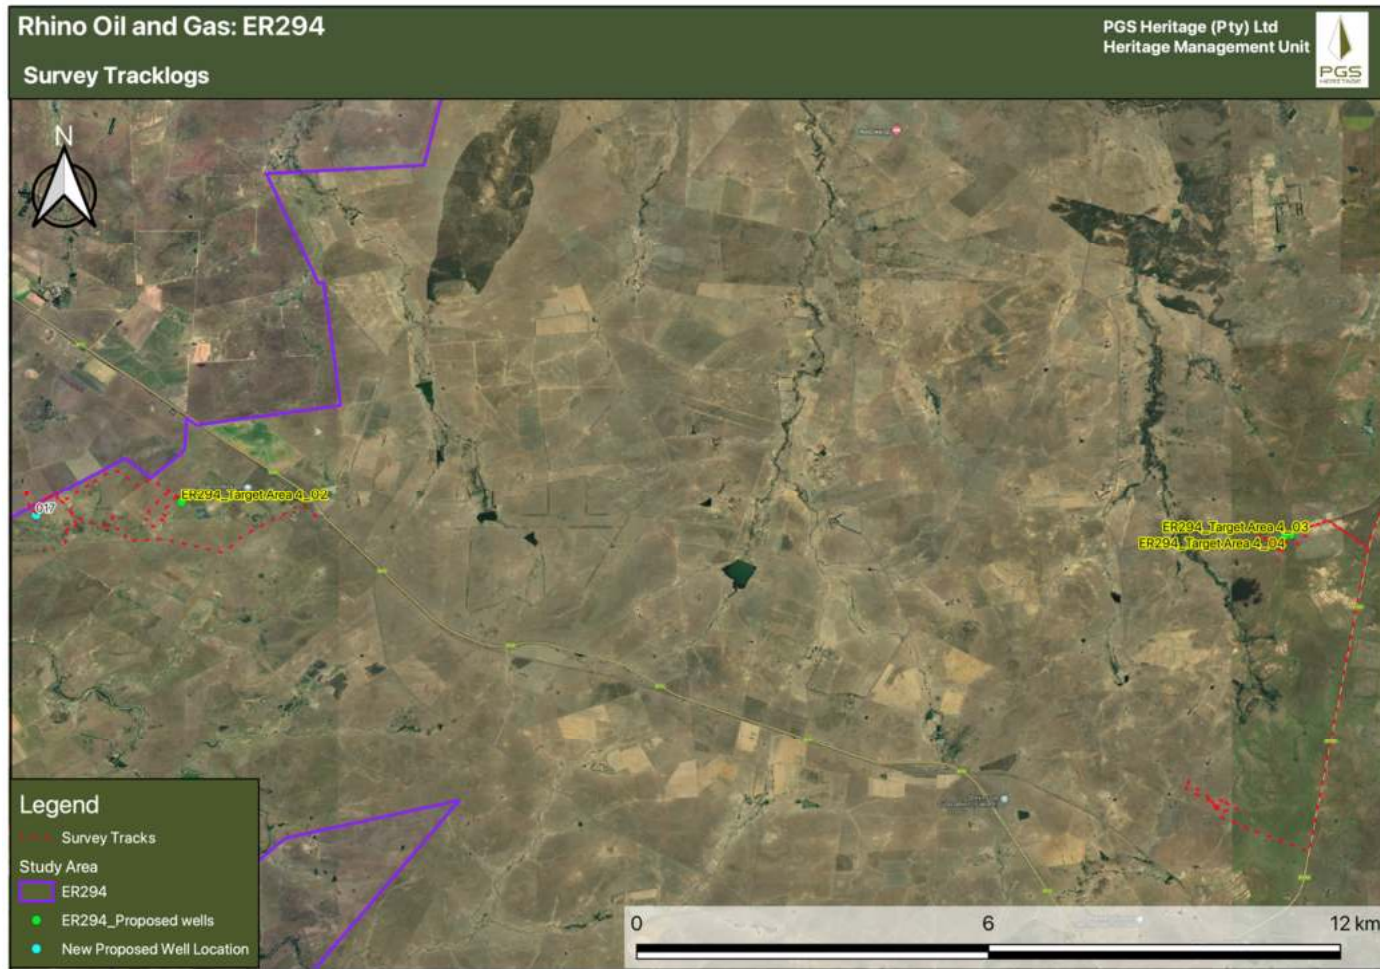 Rhino Oil and Gas: ER294
Survey Tracklogs
PGS Heritage (Pty) Ltd
Heritage Management Unit
PGS
HERITAGE
N
ER294_Target Area 4_02
017
ER294_Target Area 4_03
ER294_Target Area 4_04
Legend
Survey Tracks
Study Area
ER294
ER294_Proposed wells
New Proposed Well Location
0
6
12 km